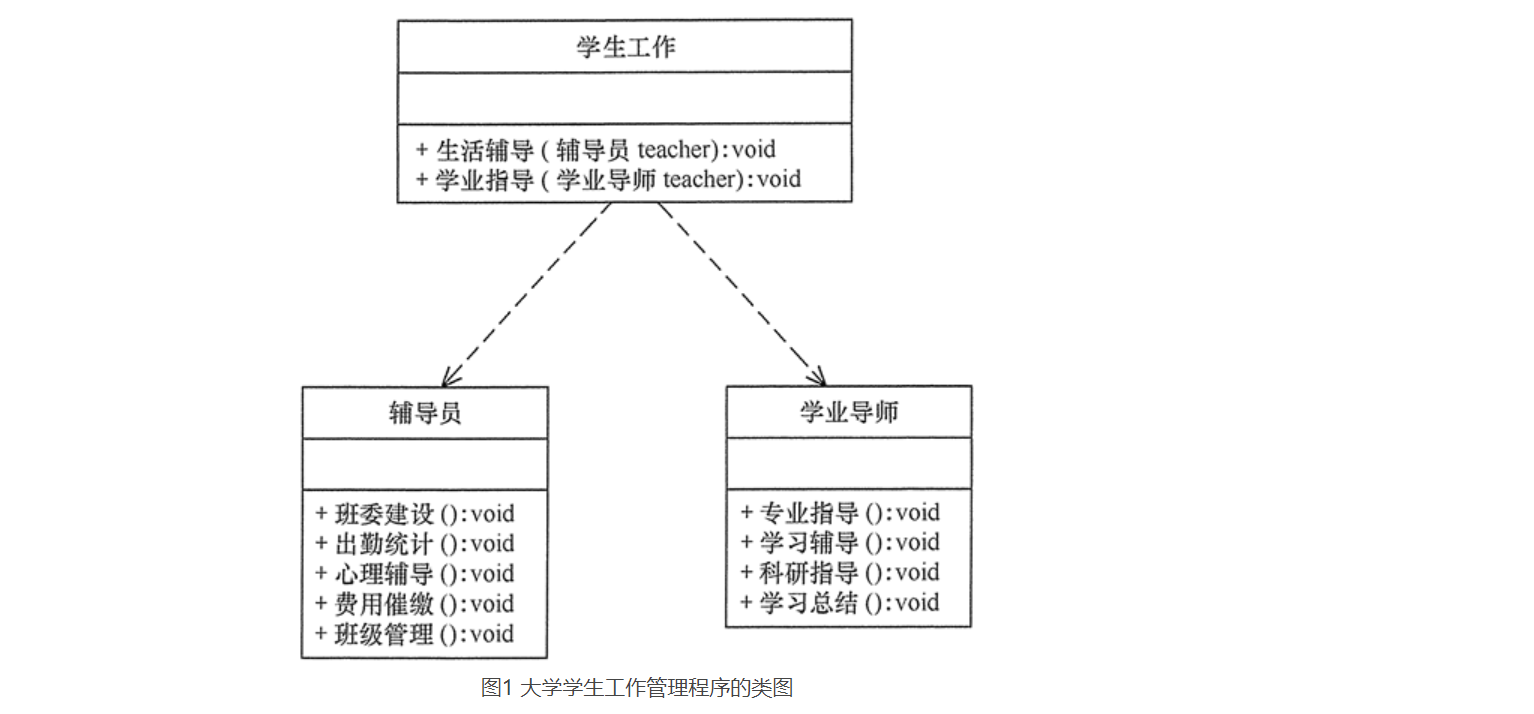 学生工作
+ 生活辅导 ( 辅导员 teacher):void
+ 学业指导 ( 学业导师 teacher):void
辅导员
+ 班委建设 ():void
+ 出勤统计 ():void
+ 心理辅导 ():void
+ 费用催缴 ():void
+ 班级管理 ():void
学业导师
+ 专业指导 ():void
+ 学习辅导 ():void
+ 科研指导 ():void
+ 学习总结 ():void
图1 大学学生工作管理程序的类图